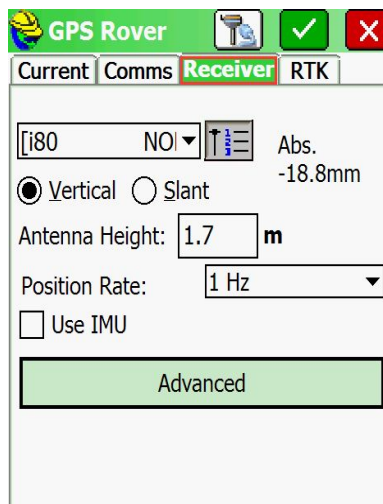 GPS Rover
Current Comms Receiver RTK
[i80 NO
Abs.
-18.8mm
Vertical Slant
Antenna Height: 1.7 m
Position Rate: 1 Hz
Use IMU
Advanced